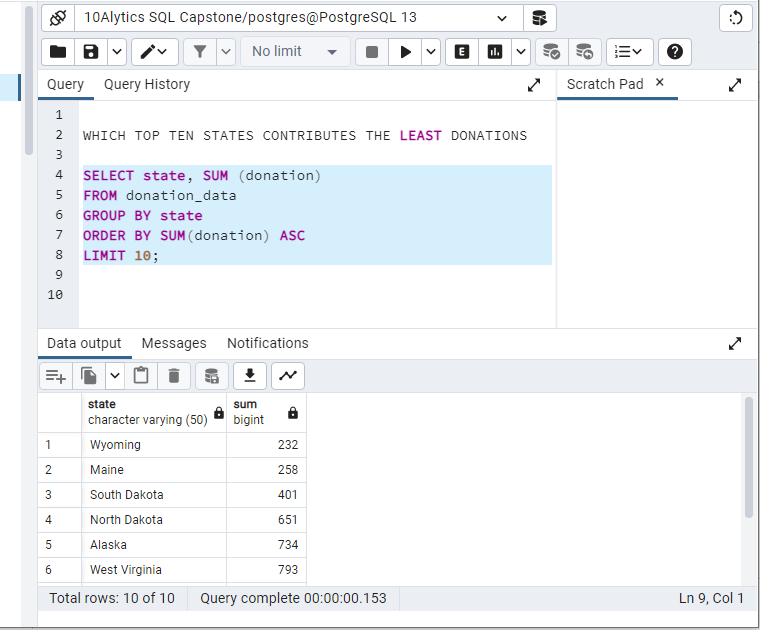 10Alytics SQL Capstone/postgres@PostgreSQL 13
No limit
E
Query
Query History
Scratch Pad
1
2 WHICH TOP TEN STATES CONTRIBUTES THE LEAST DONATIONS
3
4 SELECT state, SUM (donation)
5 FROM donation_data
6 GROUP BY state
7 ORDER BY SUM(donation) ASC
8 LIMIT 10;
9
10
Data output
Messages
Notifications
state
character varying (50)
sum
bigint
1 Wyoming 232
2 Maine 258
3 South Dakota 401
4 North Dakota 651
5 Alaska 734
6 West Virginia 793
Total rows: 10 of 10
Query complete 00:00:00.153
Ln 9, Col 1